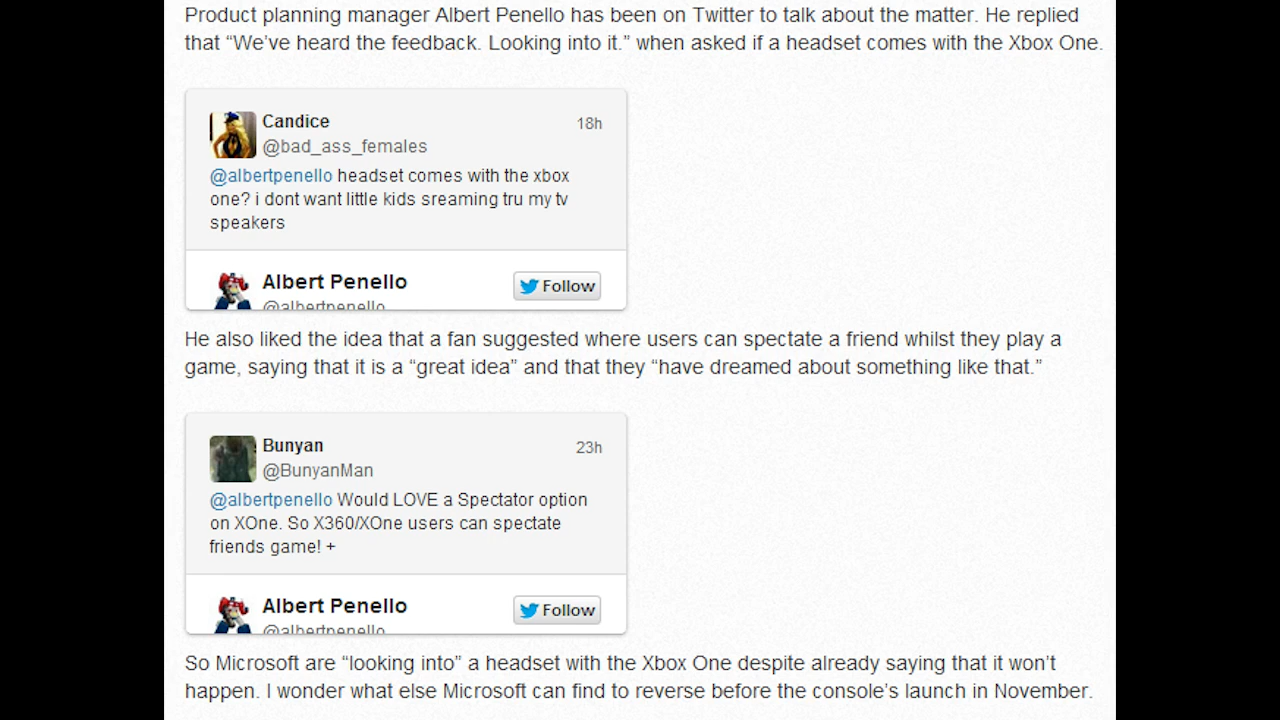 Product planning manager Albert Penello has been on Twitter to talk about the matter. He replied
that “We’ve heard the feedback. Looking into it.” when asked if a headset comes with the Xbox One.
Candice
18h
@bad_ass_females
@albertpenello headset comes with the xbox
one? i dont want little kids sreaming tru my tv
speakers
Albert Penello
Follow
@albertpenello
He also liked the idea that a fan suggested where users can spectate a friend whilst they play a
game, saying that it is a “great idea” and that they “have dreamed about something like that.”
Bunyan
23h
@BunyanMan
@albertpenello Would LOVE a Spectator option
on XOne. So X360/XOne users can spectate
friends game! +
Albert Penello
Follow
@albertpenello
So Microsoft are “looking into” a headset with the Xbox One despite already saying that it won’t
happen. I wonder what else Microsoft can find to reverse before the console’s launch in November.